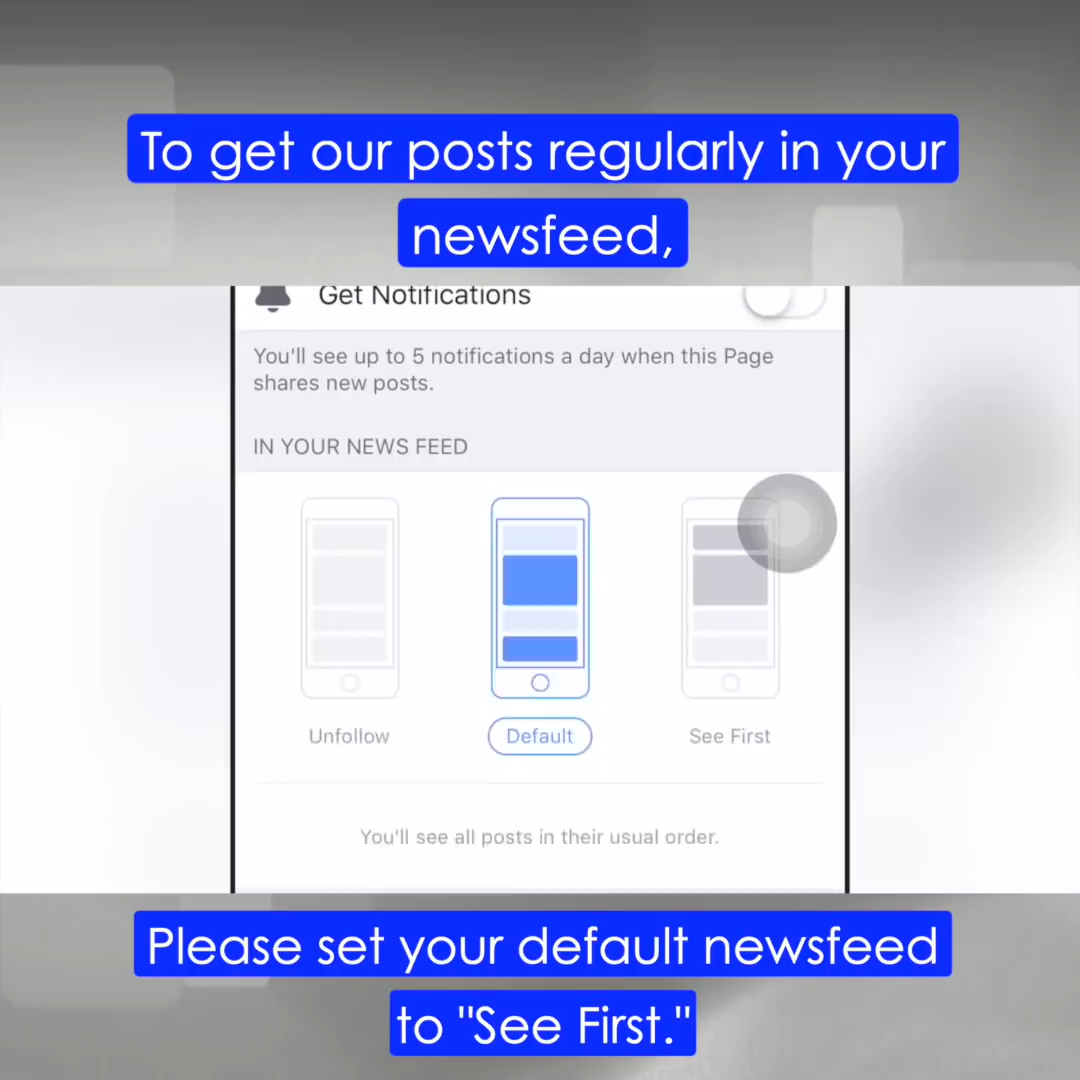 To get our posts regularly in your
newsfeed,
Get Notifications
You'll see up to 5 notifications a day when this Page
shares new posts.
IN YOUR NEWS FEED
Unfollow
Default
See First
You'll see all posts in their usual order.
Please set your default newsfeed
to "See First."